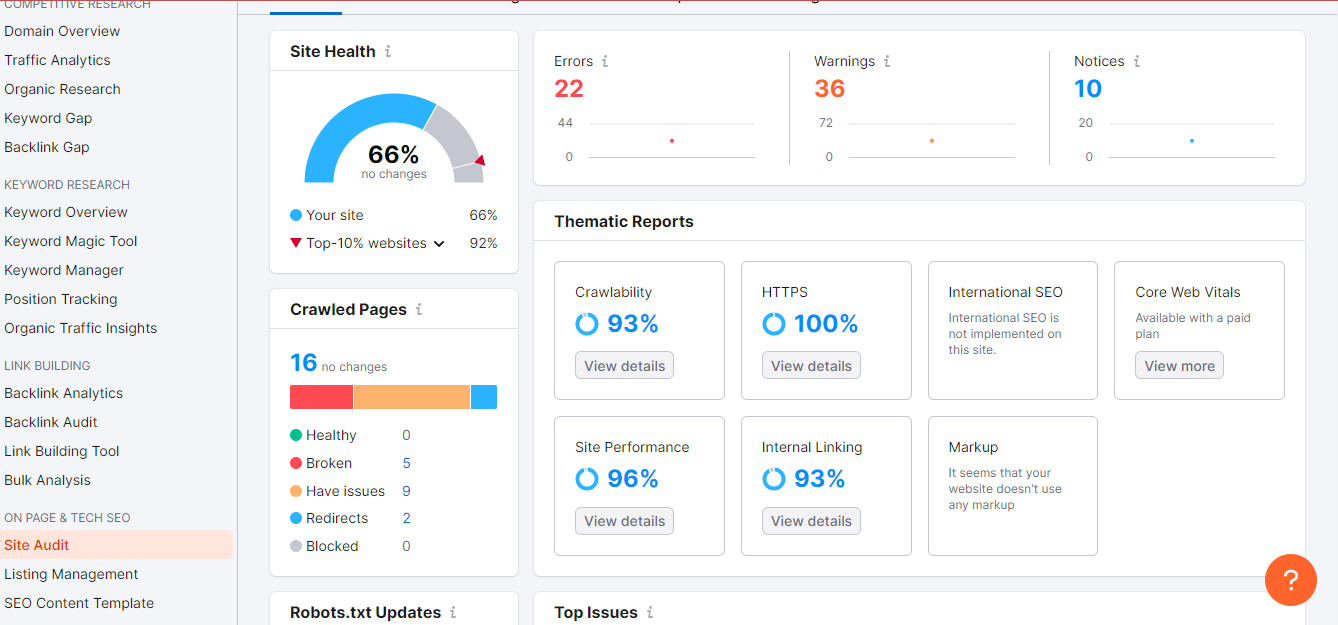 COMPETITIVE RESEARCH
Domain Overview
Traffic Analytics
Organic Research
Keyword Gap
Backlink Gap
KEYWORD RESEARCH
Keyword Overview
Keyword Magic Tool
Keyword Manager
Position Tracking
Organic Traffic Insights
LINK BUILDING
Backlink Analytics
Backlink Audit
Link Building Tool
Bulk Analysis
ON PAGE & TECH SEO
Site Audit
Listing Management
SEO Content Template
Site Health i
66%
no changes
Your site 66%
Top-10% websites 92%
Crawled Pages i
16 no changes
Healthy 0
Broken 5
Have issues 9
Redirects 2
Blocked 0
Robots.txt Updates i
Errors i
22
44
0
Warnings i
36
72
0
Notices i
10
20
0
Thematic Reports
Crawlability
93%
View details
HTTPS
100%
View details
International SEO
International SEO is
not implemented on
this site.
Core Web Vitals
Available with a paid
plan
View more
Site Performance
96%
View details
Internal Linking
93%
View details
Markup
It seems that your
website doesn't use
any markup
Top Issues i
?